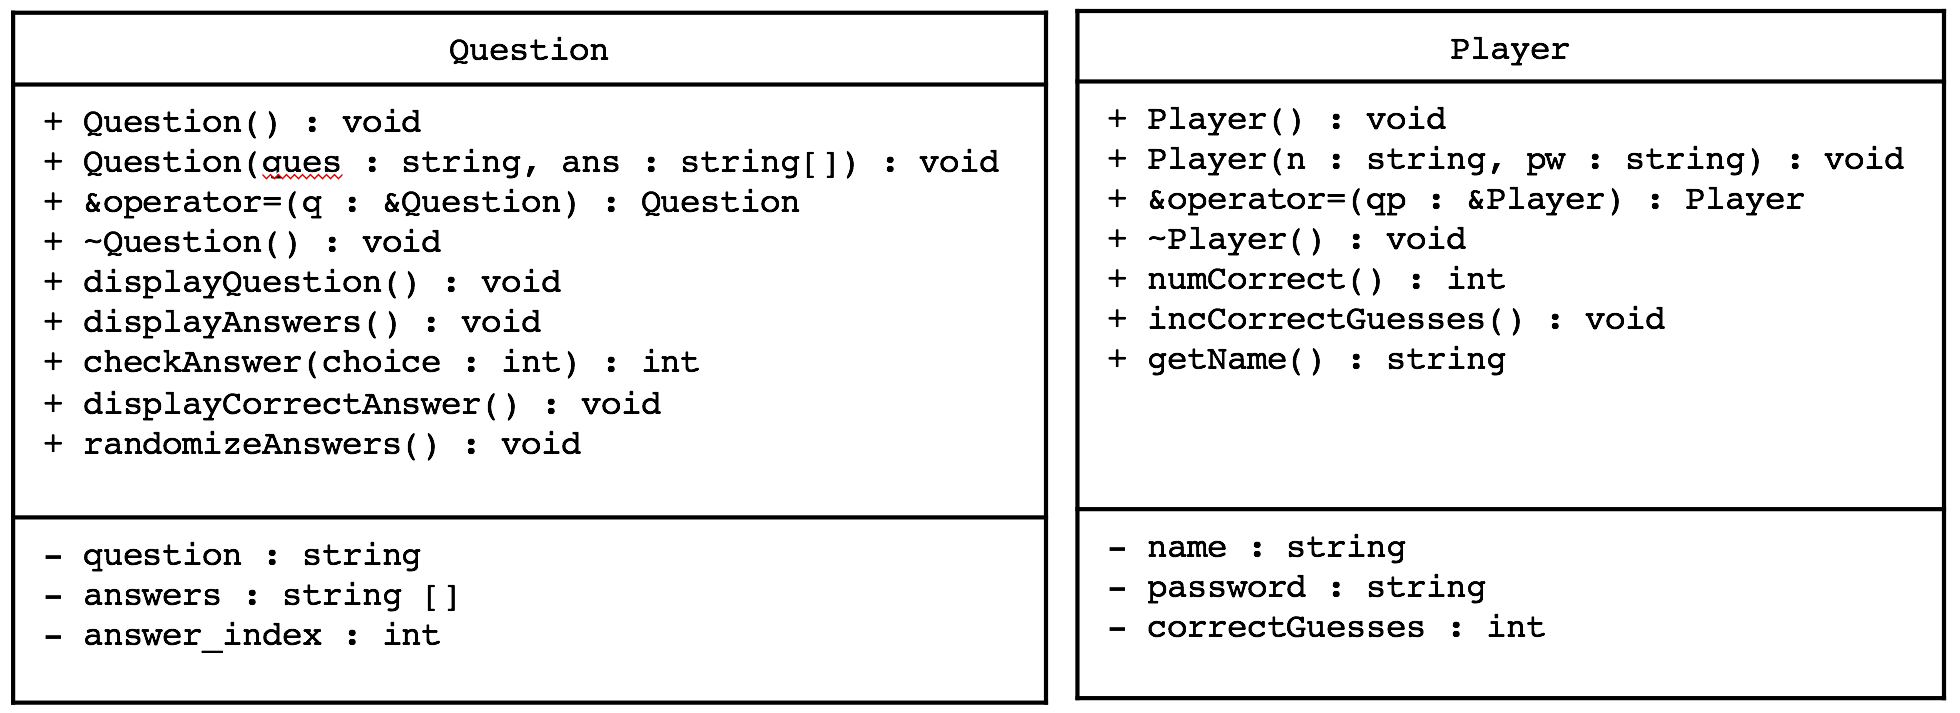 Question
+ Question() : void
+ Question(ques : string, ans : string[]) : void
+ &operator=(q : &Question) : Question
+ ~Question() : void
+ displayQuestion() : void
+ displayAnswers() : void
+ checkAnswer(choice : int) : int
+ displayCorrectAnswer() : void
+ randomizeAnswers() : void
- question : string
- answers : string []
- answer_index : int
Player
+ Player() : void
+ Player(n : string, pw : string) : void
+ &operator=(qp : &Player) : Player
+ ~Player() : void
+ numCorrect() : int
+ incCorrectGuesses() : void
+ getName() : string
- name : string
- password : string
- correctGuesses : int